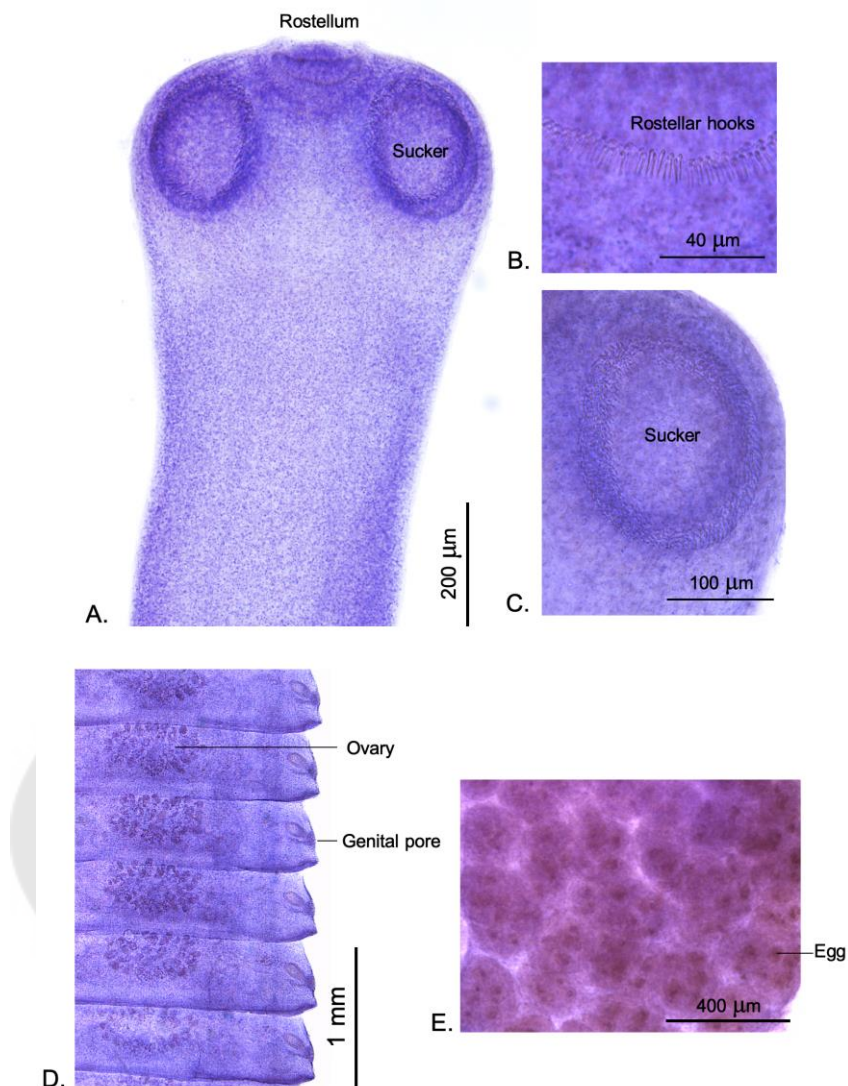 Rostellum
Sucker
A.
200 μm
Rostellar hooks
40 μm
B.
Sucker
100 μm
C.
Ovary
Genital pore
1 mm
D.
Egg
400 μm
E.